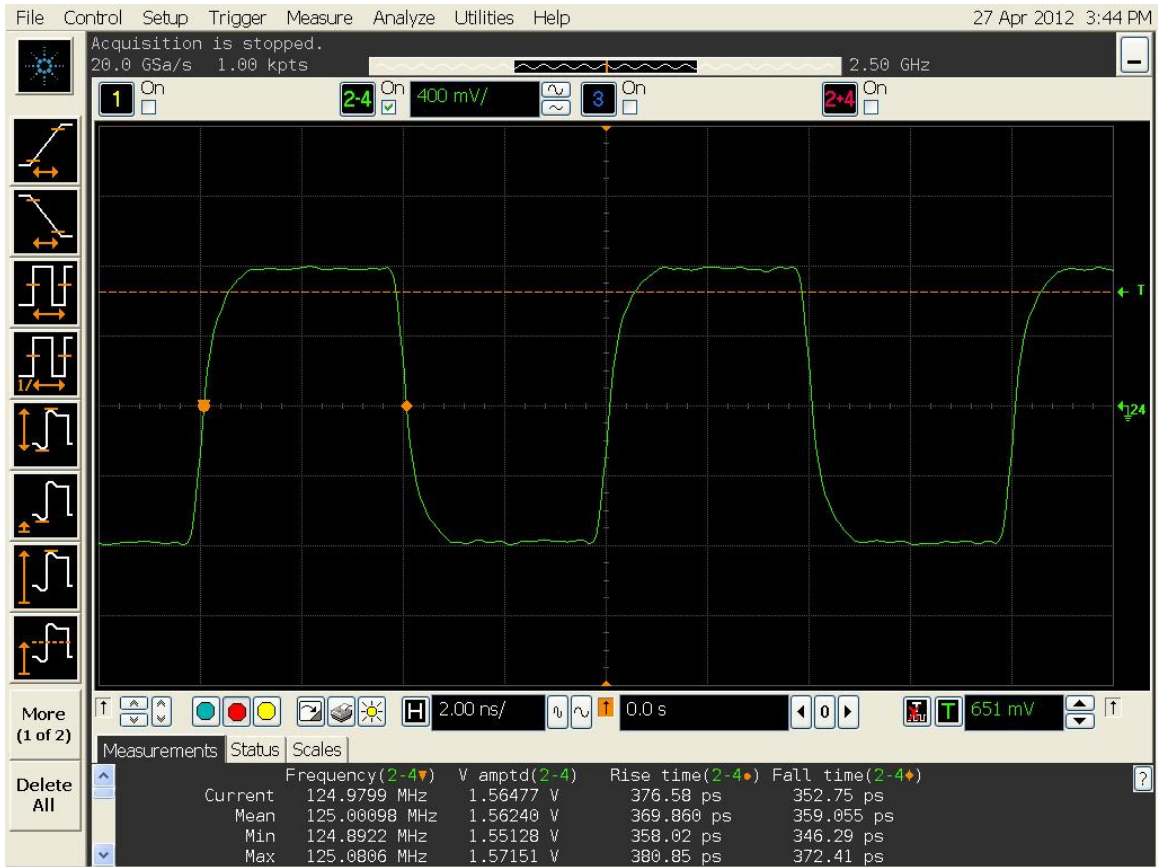 File Control Setup Trigger Measure Analyze Utilities Help 27 Apr 2012 3:44 PM
Acquisition is stopped.
20.0 GSa/s 1.00 kpts 2.50 GHz
1 On 2-4 On 400 mV/ 3 On 2+4 On
T
24
1/
More
(1 of 2)
Delete
All
H 2.00 ns/ 0.0 s 0 T 651 mV
Measurements Status Scales
Frequency(2-4) V amptd(2-4) Rise time(2-4) Fall time(2-4) ?
Current 124.9799 MHz 1.56477 V 376.58 ps 352.75 ps
Mean 125.00098 MHz 1.56240 V 369.860 ps 359.055 ps
Min 124.8922 MHz 1.55128 V 358.02 ps 346.29 ps
Max 125.0806 MHz 1.57151 V 380.85 ps 372.41 ps